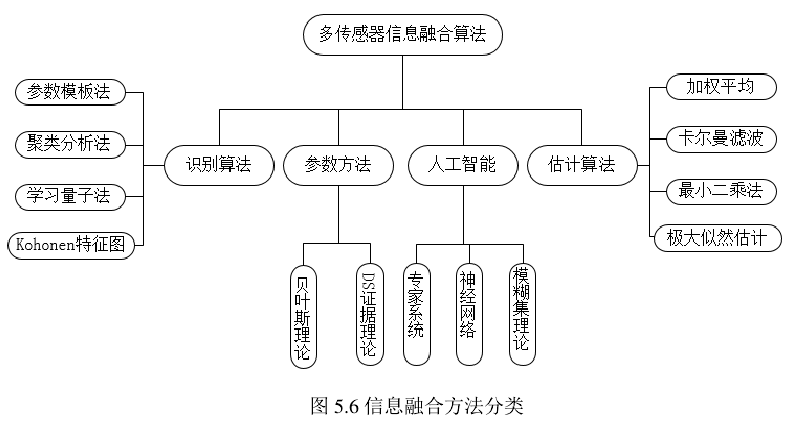 多传感器信息融合算法
参数模板法
聚类分析法
学习量子法
Kohonen特征图
识别算法
参数方法
人工智能
估计算法
加权平均
卡尔曼滤波
最小二乘法
极大似然估计
贝叶斯理论
DS证据理论
专家系统
神经网络
模糊集理论
图 5.6 信息融合方法分类